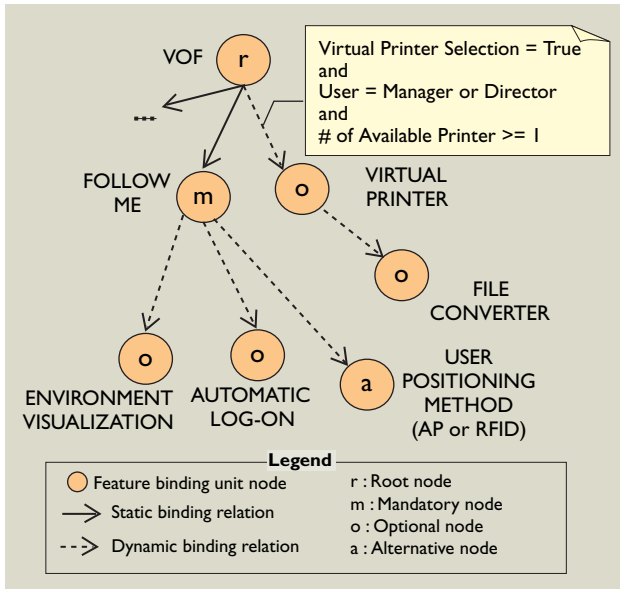 VOF
r
Virtual Printer Selection = True
and
User = Manager or Director
and
# of Available Printer >= 1
...
FOLLOW
ME
m
o
VIRTUAL
PRINTER
o
FILE
CONVERTER
o
ENVIRONMENT
VISUALIZATION
o
AUTOMATIC
LOG-ON
a
USER
POSITIONING
METHOD
(AP or RFID)
Legend
Feature binding unit node
Static binding relation
Dynamic binding relation
r : Root node
m : Mandatory node
o : Optional node
a : Alternative node